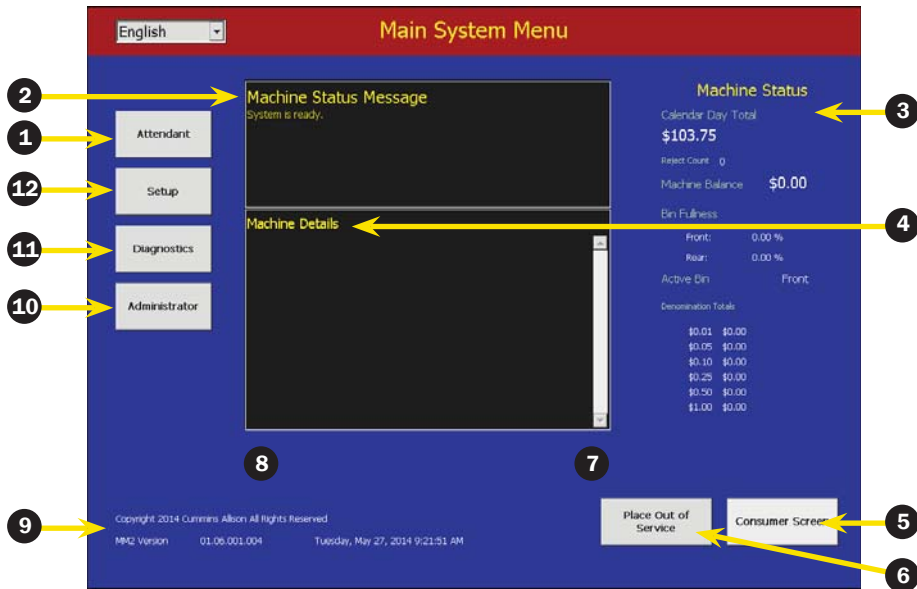 English
Main System Menu
2
Machine Status Message
System is ready.
Machine Status
Calendar Day Total
3
$103.75
1
Attendant
Reject Count 0
12
Setup
Machine Balance $0.00
Machine Details
4
Bin Fullness
Front: 0.00 %
11
Diagnostics
Rear: 0.00 %
Active Bin Front
10
Administrator
Denomination Totals
$0.01 $0.00
$0.05 $0.00
$0.10 $0.00
$0.25 $0.00
$0.50 $0.00
$1.00 $0.00
8
7
9
Copyright 2014 Cummins Allison All Rights Reserved
MM2 Version 01.06.001.004 Tuesday, May 27, 2014 9:21:51 AM
Place Out of
Service
Consumer Screen
5
6